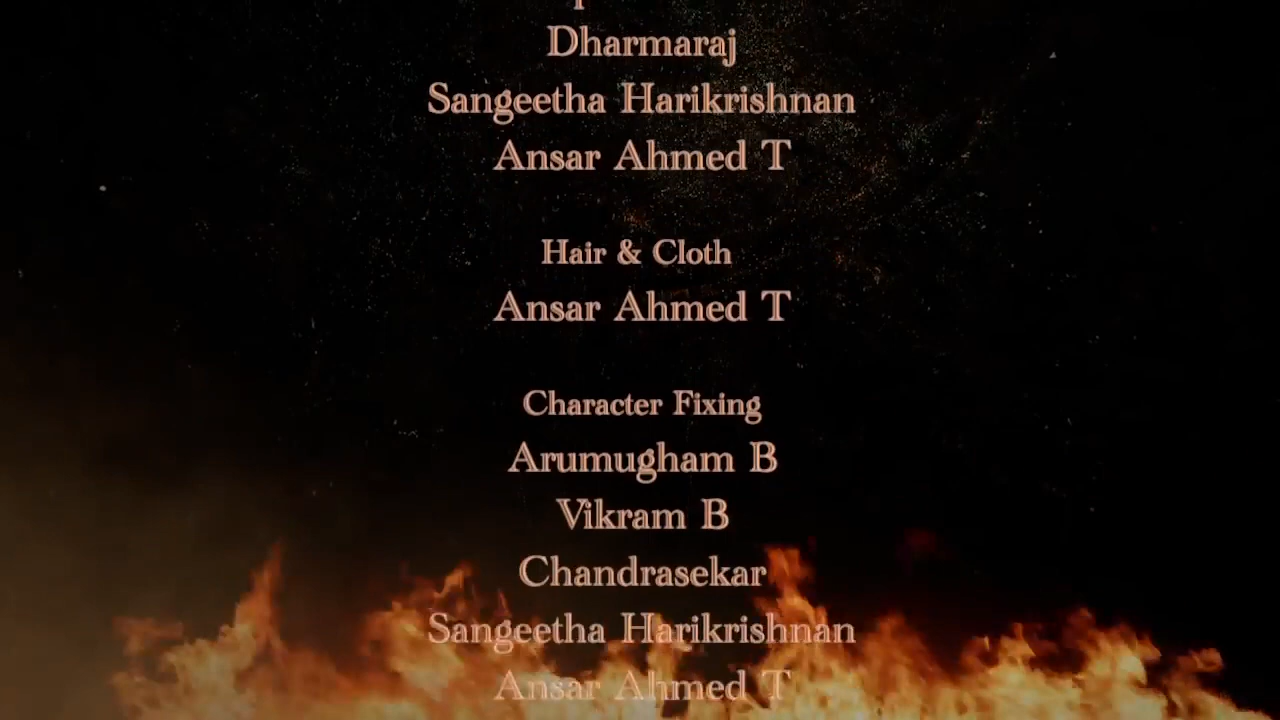 Dharmaraj
Sangeetha Harikrishnan
Ansar Ahmed T
Hair & Cloth
Ansar Ahmed T
Character Fixing
Arumugham B
Vikram B
Chandrasekar
Sangeetha Harikrishnan
Ansar Ahmed T